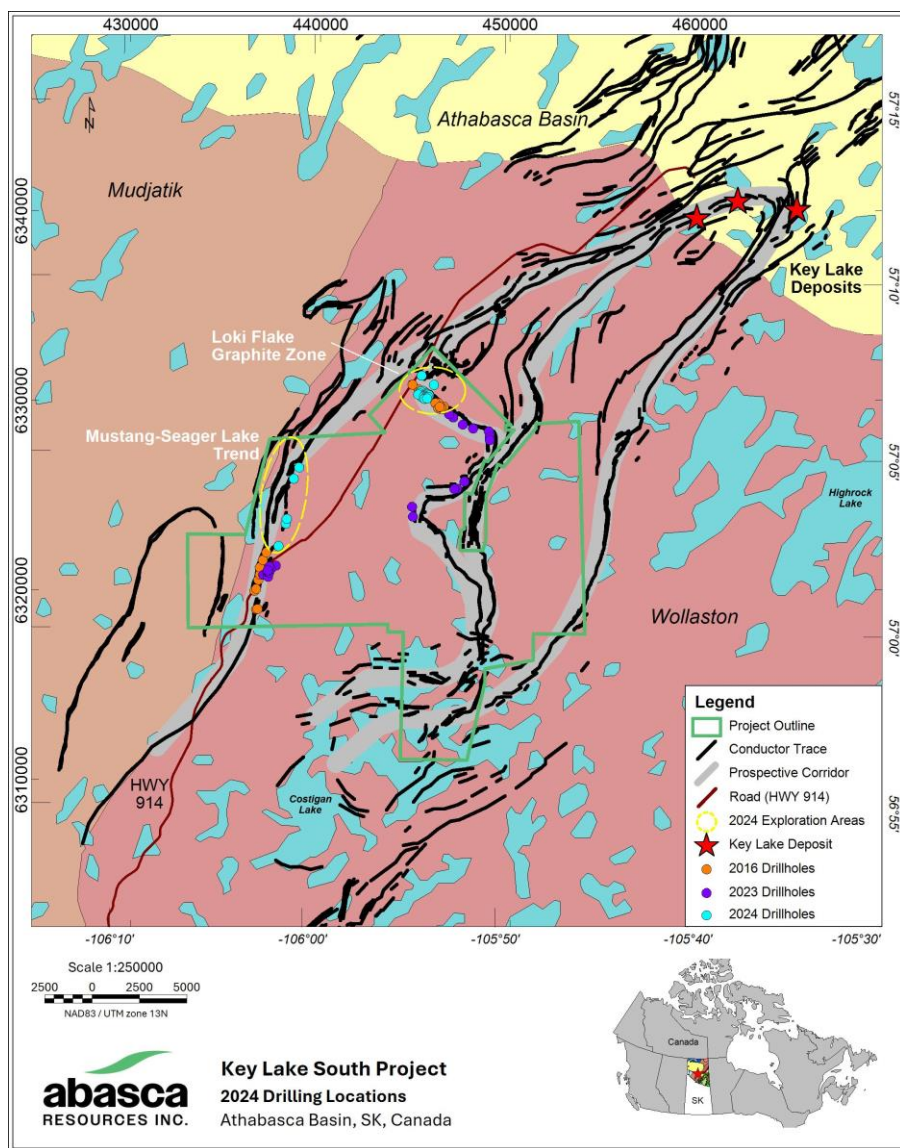 430000
440000
450000
460000
57°15'
57°10'
57°05'
57°00'
56°55'
6340000
6330000
6320000
6310000
N
Athabasca Basin
Mudjatik
Key Lake
Deposits
Loki Flake
Graphite Zone
Mustang-Seager Lake
Trend
Highrock
Lake
Wollaston
HWY
914
Costigan
Lake
Legend
Project Outline
Conductor Trace
Prospective Corridor
Road (HWY 914)
2024 Exploration Areas
Key Lake Deposit
2016 Drillholes
2023 Drillholes
2024 Drillholes
-106°10'
-106°00'
-105°50'
-105°40'
-105°30'
Scale 1:250000
2500 0 2500 5000
NAD83 / UTM zone 13N
abasca
RESOURCES INC.
Key Lake South Project
2024 Drilling Locations
Athabasca Basin, SK, Canada
Canada
SK